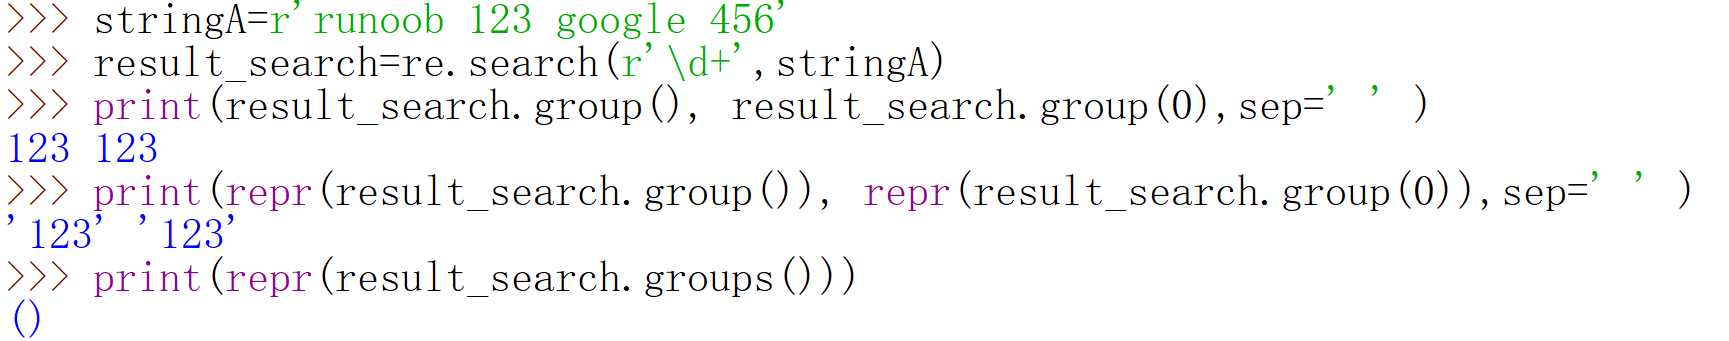 >>> stringA=r'runoob 123 google 456'
>>> result_search=re.search(r'\d+',stringA)
>>> print(result_search.group(), result_search.group(0),sep=' ' )
123 123
>>> print(repr(result_search.group()), repr(result_search.group(0)),sep=' ' )
'123' '123'
>>> print(repr(result_search.groups()))
()